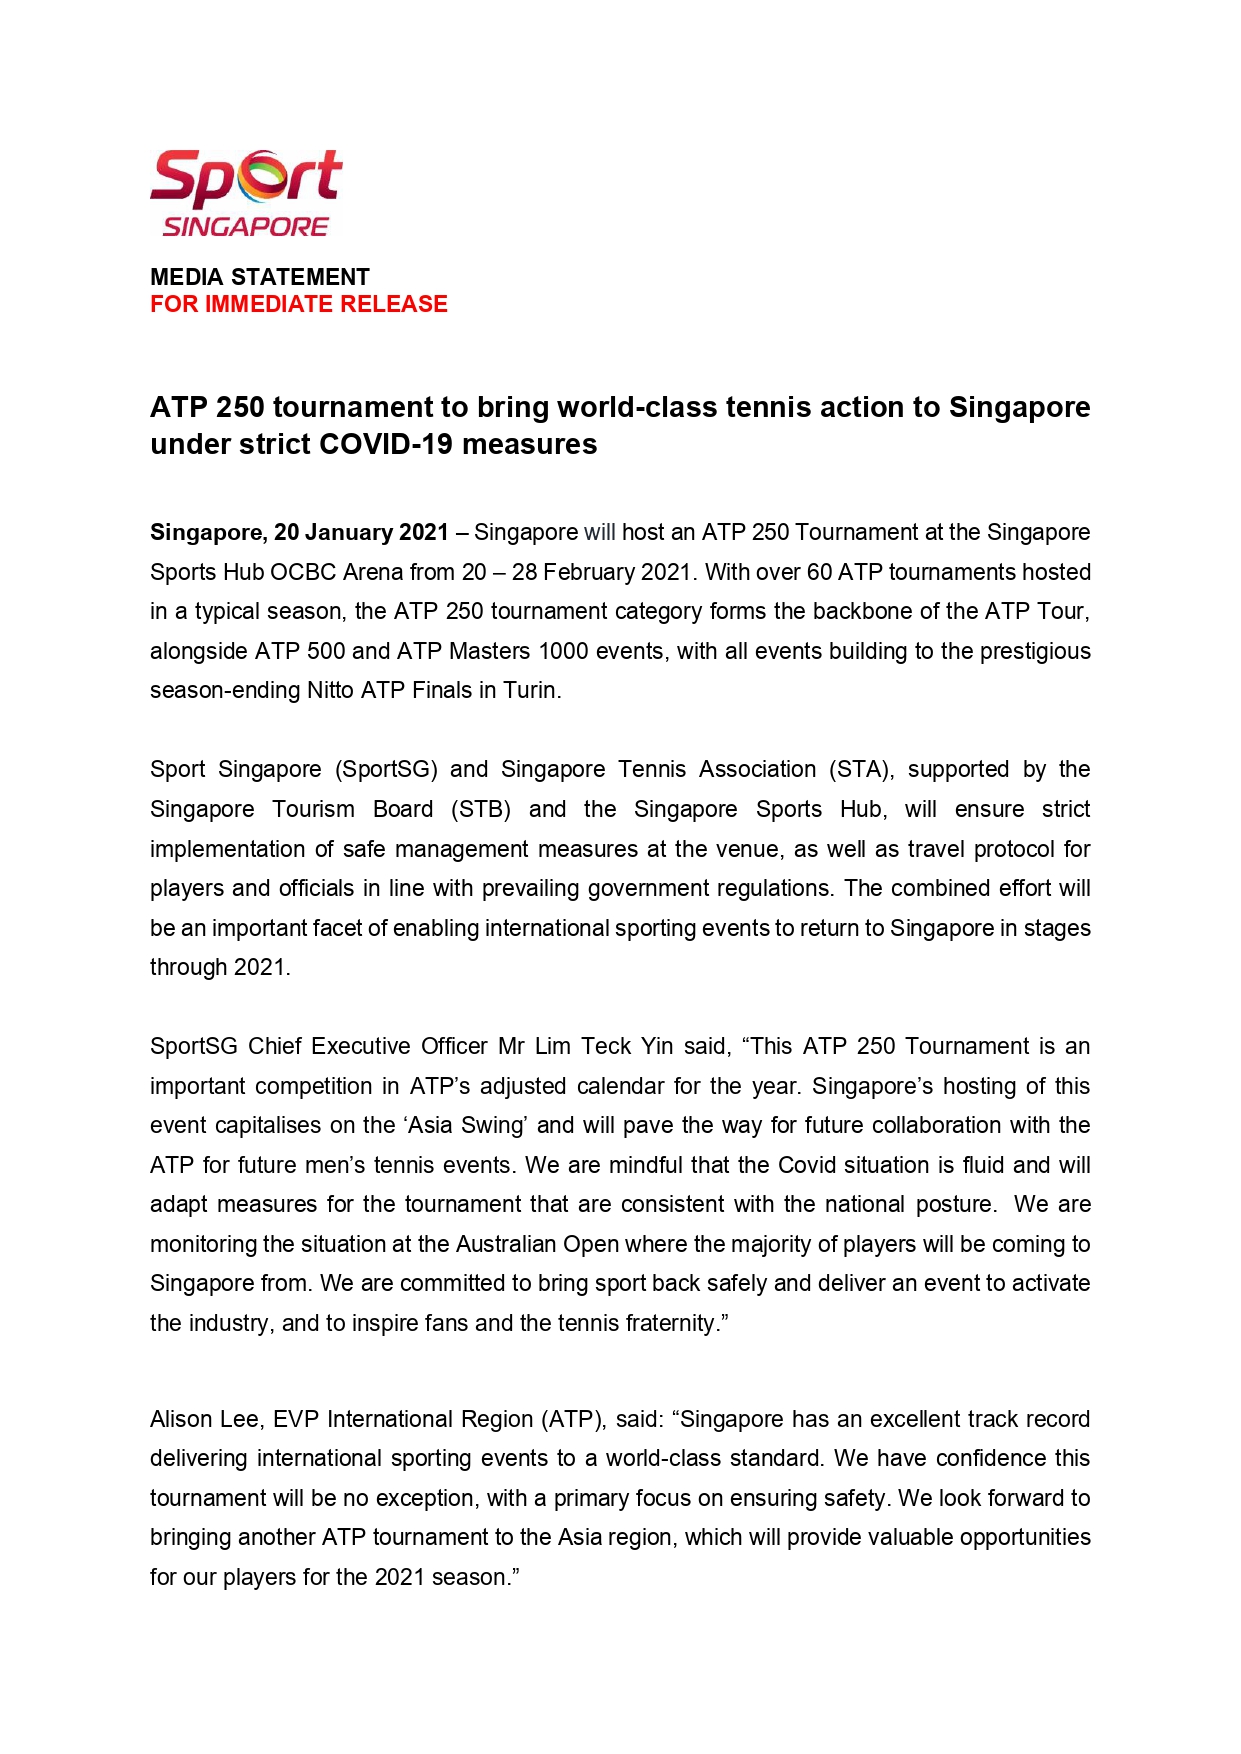 Sport
SINGAPORE
MEDIA STATEMENT
FOR IMMEDIATE RELEASE
ATP 250 tournament to bring world-class tennis action to Singapore
under strict COVID-19 measures
Singapore, 20 January 2021 – Singapore will host an ATP 250 Tournament at the Singapore
Sports Hub OCBC Arena from 20 – 28 February 2021. With over 60 ATP tournaments hosted
in a typical season, the ATP 250 tournament category forms the backbone of the ATP Tour,
alongside ATP 500 and ATP Masters 1000 events, with all events building to the prestigious
season-ending Nitto ATP Finals in Turin.
Sport Singapore (SportSG) and Singapore Tennis Association (STA), supported by the
Singapore Tourism Board (STB) and the Singapore Sports Hub, will ensure strict
implementation of safe management measures at the venue, as well as travel protocol for
players and officials in line with prevailing government regulations. The combined effort will
be an important facet of enabling international sporting events to return to Singapore in stages
through 2021.
SportSG Chief Executive Officer Mr Lim Teck Yin said, “This ATP 250 Tournament is an
important competition in ATP’s adjusted calendar for the year. Singapore’s hosting of this
event capitalises on the ‘Asia Swing’ and will pave the way for future collaboration with the
ATP for future men’s tennis events. We are mindful that the Covid situation is fluid and will
adapt measures for the tournament that are consistent with the national posture.  We are
monitoring the situation at the Australian Open where the majority of players will be coming to
Singapore from. We are committed to bring sport back safely and deliver an event to activate
the industry, and to inspire fans and the tennis fraternity.”
Alison Lee, EVP International Region (ATP), said: “Singapore has an excellent track record
delivering international sporting events to a world-class standard. We have confidence this
tournament will be no exception, with a primary focus on ensuring safety. We look forward to
bringing another ATP tournament to the Asia region, which will provide valuable opportunities
for our players for the 2021 season.”